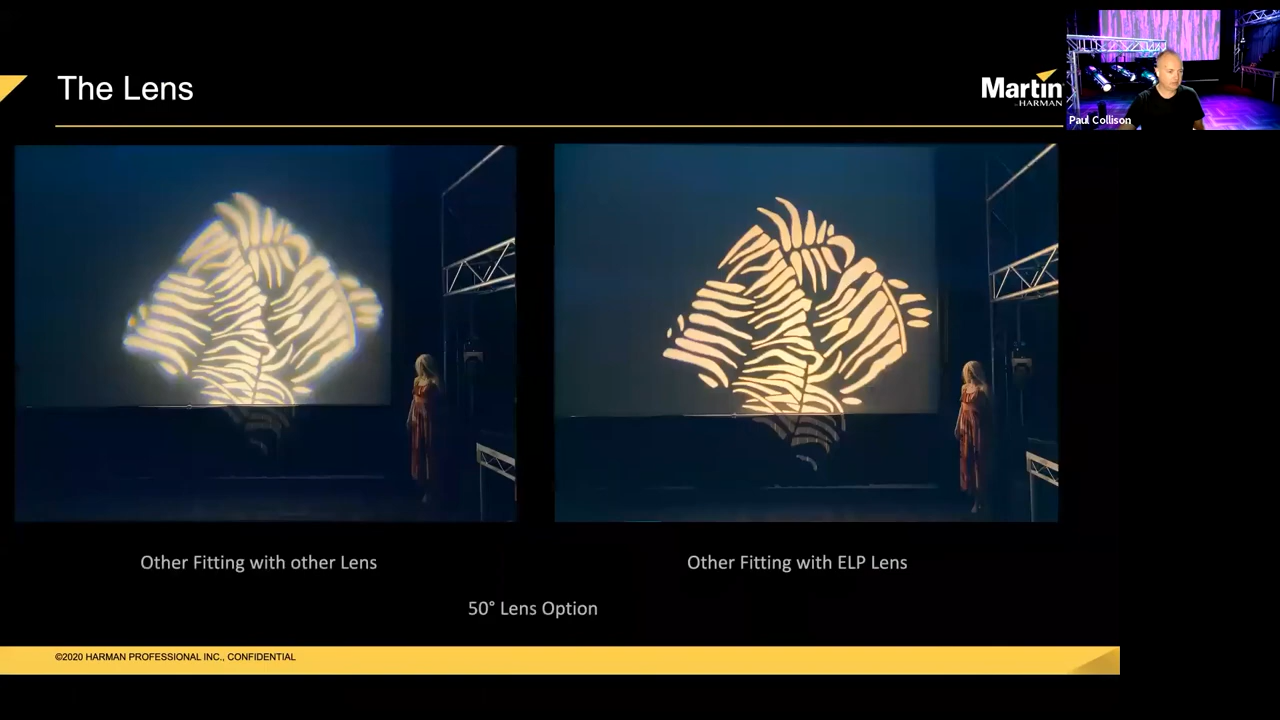 The Lens
Martin
by HARMAN
Paul Collison
Other Fitting with other Lens
Other Fitting with ELP Lens
50° Lens Option
©2020 HARMAN PROFESSIONAL INC., CONFIDENTIAL